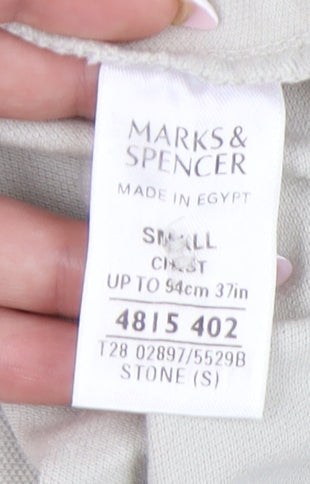 MARKS &
SPENCER
MADE IN EGYPT
SMALL
CHEST
UP TO 94cm 37in
4815 402
T28 02897/5529B
STONE (S)